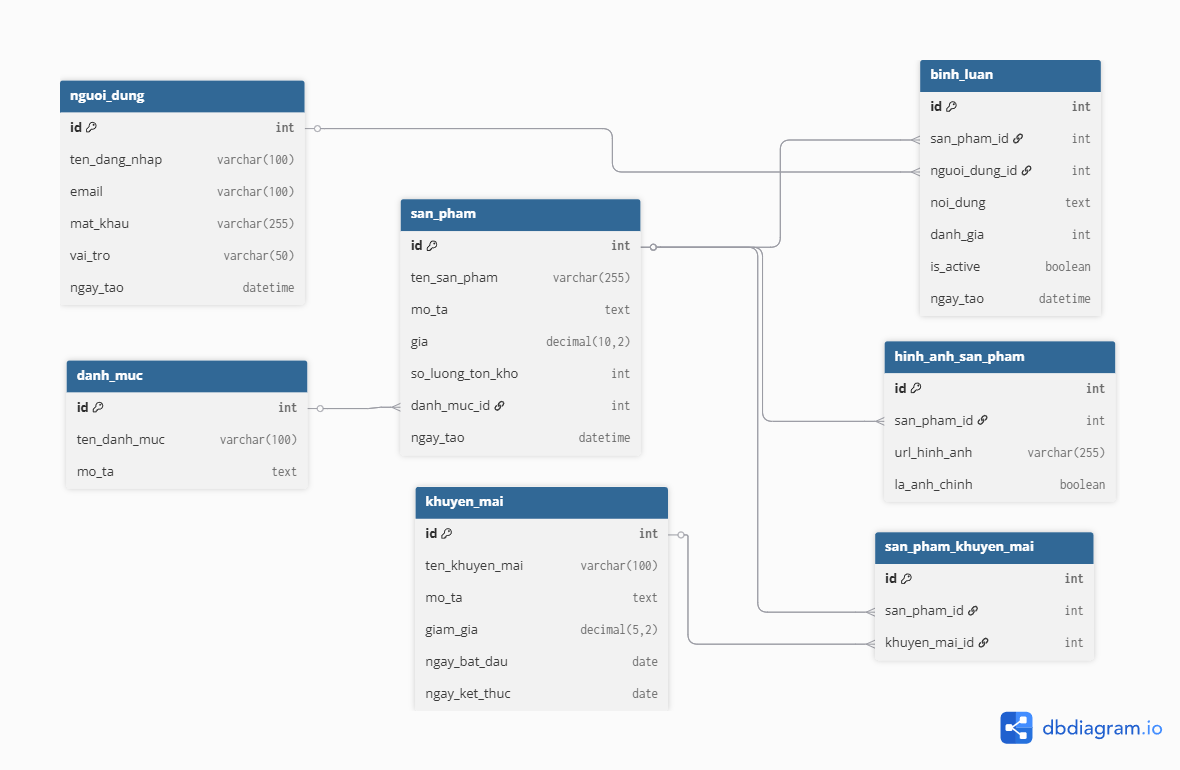 nguoi_dung
id int
ten_dang_nhap varchar(100)
email varchar(100)
mat_khau varchar(255)
vai_tro varchar(50)
ngay_tao datetime
danh_muc
id int
ten_danh_muc varchar(100)
mo_ta text
san_pham
id int
ten_san_pham varchar(255)
mo_ta text
gia decimal(10,2)
so_luong_ton_kho int
danh_muc_id int
ngay_tao datetime
khuyen_mai
id int
ten_khuyen_mai varchar(100)
mo_ta text
giam_gia decimal(5,2)
ngay_bat_dau date
ngay_ket_thuc date
binh_luan
id int
san_pham_id int
nguoi_dung_id int
noi_dung text
danh_gia int
is_active boolean
ngay_tao datetime
hinh_anh_san_pham
id int
san_pham_id int
url_hinh_anh varchar(255)
la_anh_chinh boolean
san_pham_khuyen_mai
id int
san_pham_id int
khuyen_mai_id int
dbdiagram.io